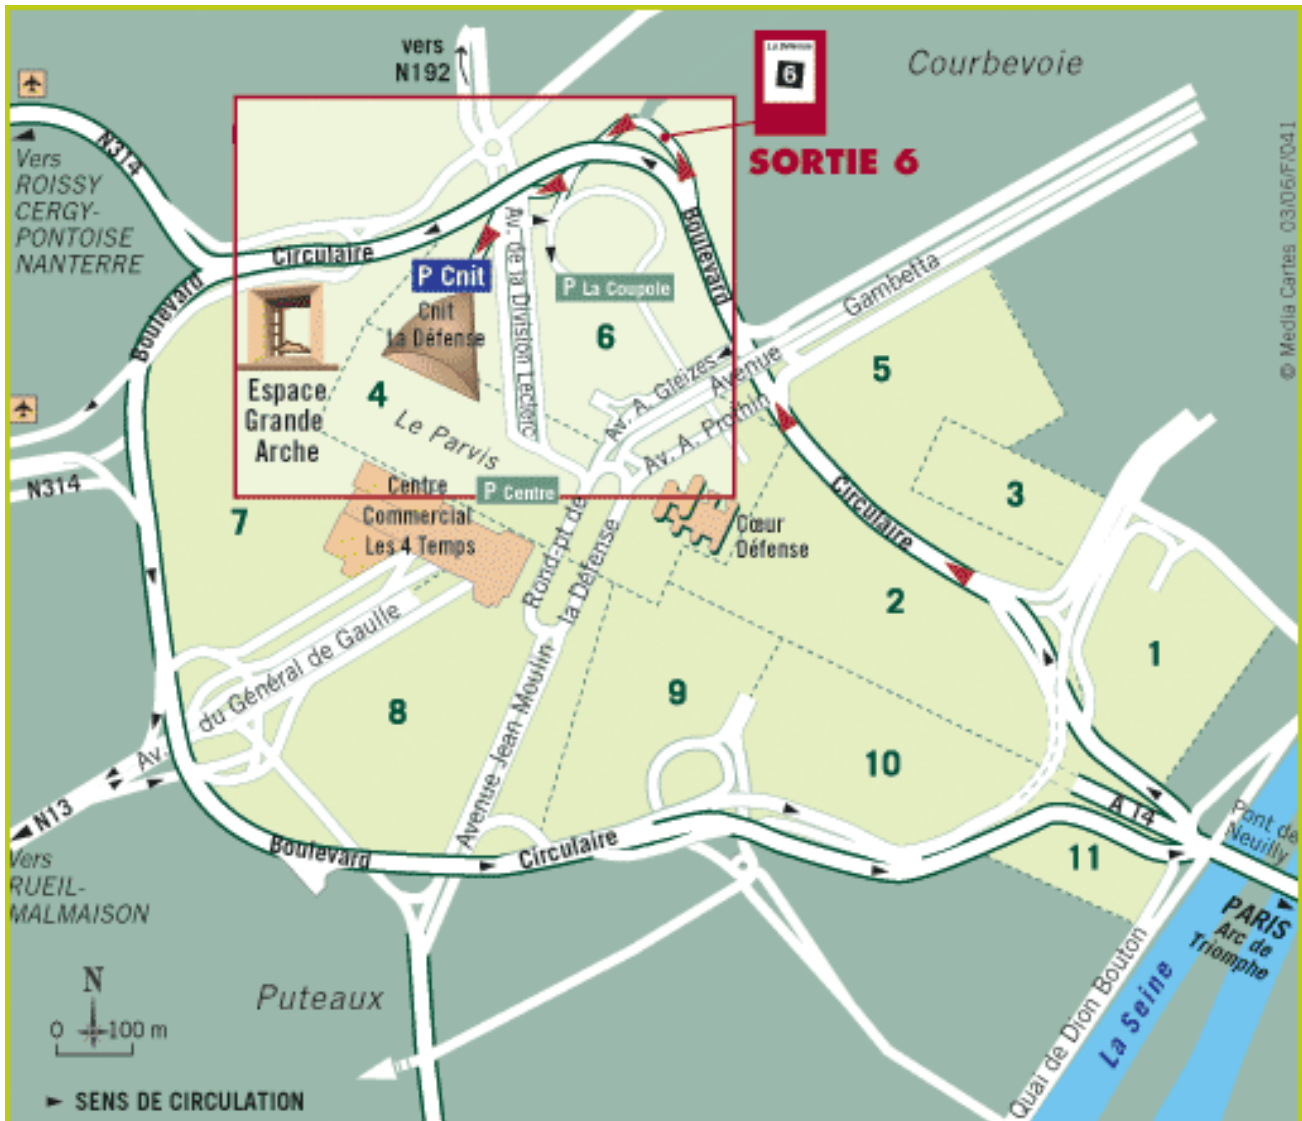 vers
N192
La Défense
6
Courbevoie
SORTIE 6
N314
Vers
ROISSY
CERGY-
PONTOISE
NANTERRE
© Media Cartes 03/06/F/041
Circulaire
Boulevard
Boulevard
P Cnit
Av. de la Division Leclerc
P La Coupole
Gambetta
Avenue
Cnit
La Défense
6
5
Espace
Grande
Arche
4
Le Parvis
Av. A. Gleizes
Av. A. Prothin
N314
7
Centre
Commercial
Les 4 Temps
P Centre
Rond-pt de
la Défense
Cœur
Défense
Circulaire
3
2
1
Av. du Général de Gaulle
8
9
10
Avenue Jean Moulin
N13
Vers
RUEIL-
MALMAISON
Boulevard
Circulaire
A 14
11
Pont de
Neuilly
PARIS
Arc de
Triomphe
Quai de Dion Bouton
La Seine
Puteaux
N
0 100 m
SENS DE CIRCULATION